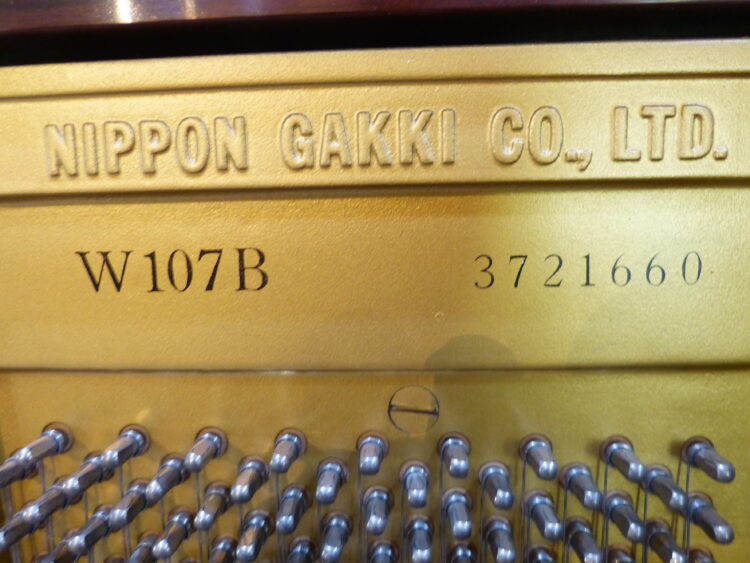 NIPPON GAKKI CO., LTD.
W107B 3721660